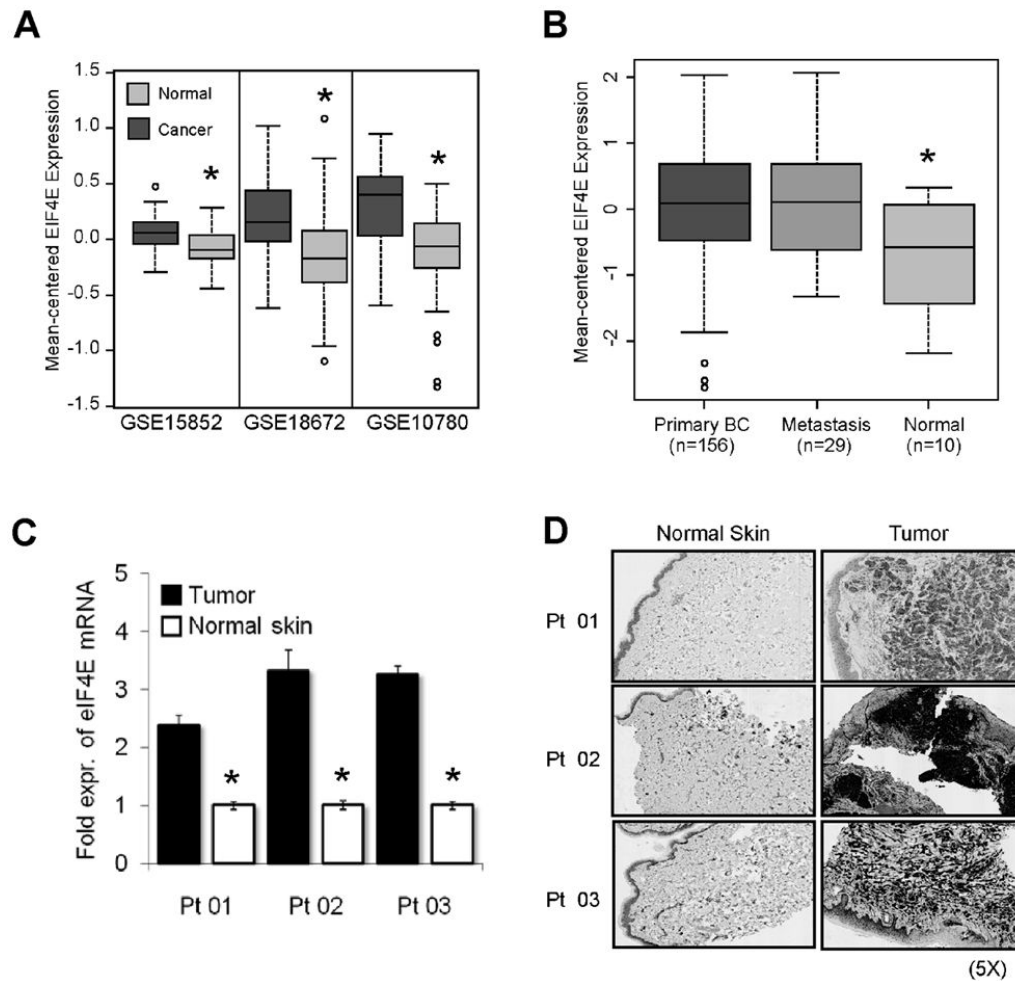 A
Mean-centered EIF4E Expression
1.5
1.0
0.5
0.0
-0.5
-1.0
-1.5
Normal
Cancer
*
*
*
GSE15852
GSE18672
GSE10780
B
Mean-centered EIF4E Expression
2
1
0
-1
-2
*
Primary BC
(n=156)
Metastasis
(n=29)
Normal
(n=10)
C
Fold expr. of eIF4E mRNA
5
4
3
2
1
0
Tumor
Normal skin
*
*
*
Pt 01
Pt 02
Pt 03
D
Normal Skin
Tumor
Pt 01
Pt 02
Pt 03
(5X)